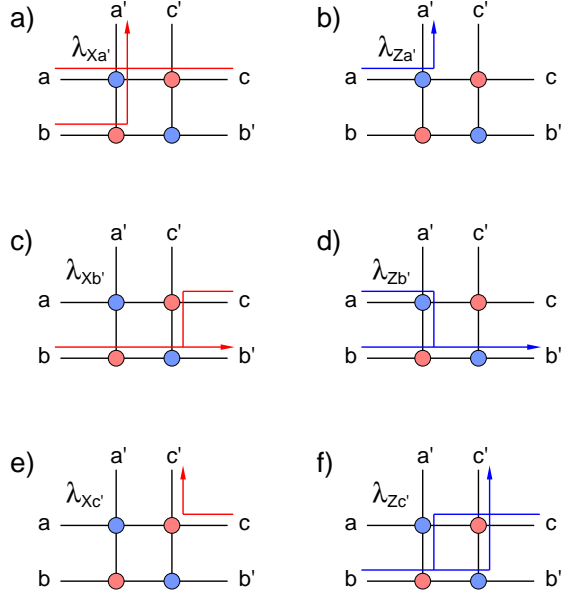 a) a' c' b) a' c'
λXa' λZa'
a c a c
b b' b b'
c) a' c' d) a' c'
λXb' λZb'
a c a c
b b' b b'
e) a' c' f) a' c'
λXc' λZc'
a c a c
b b' b b'